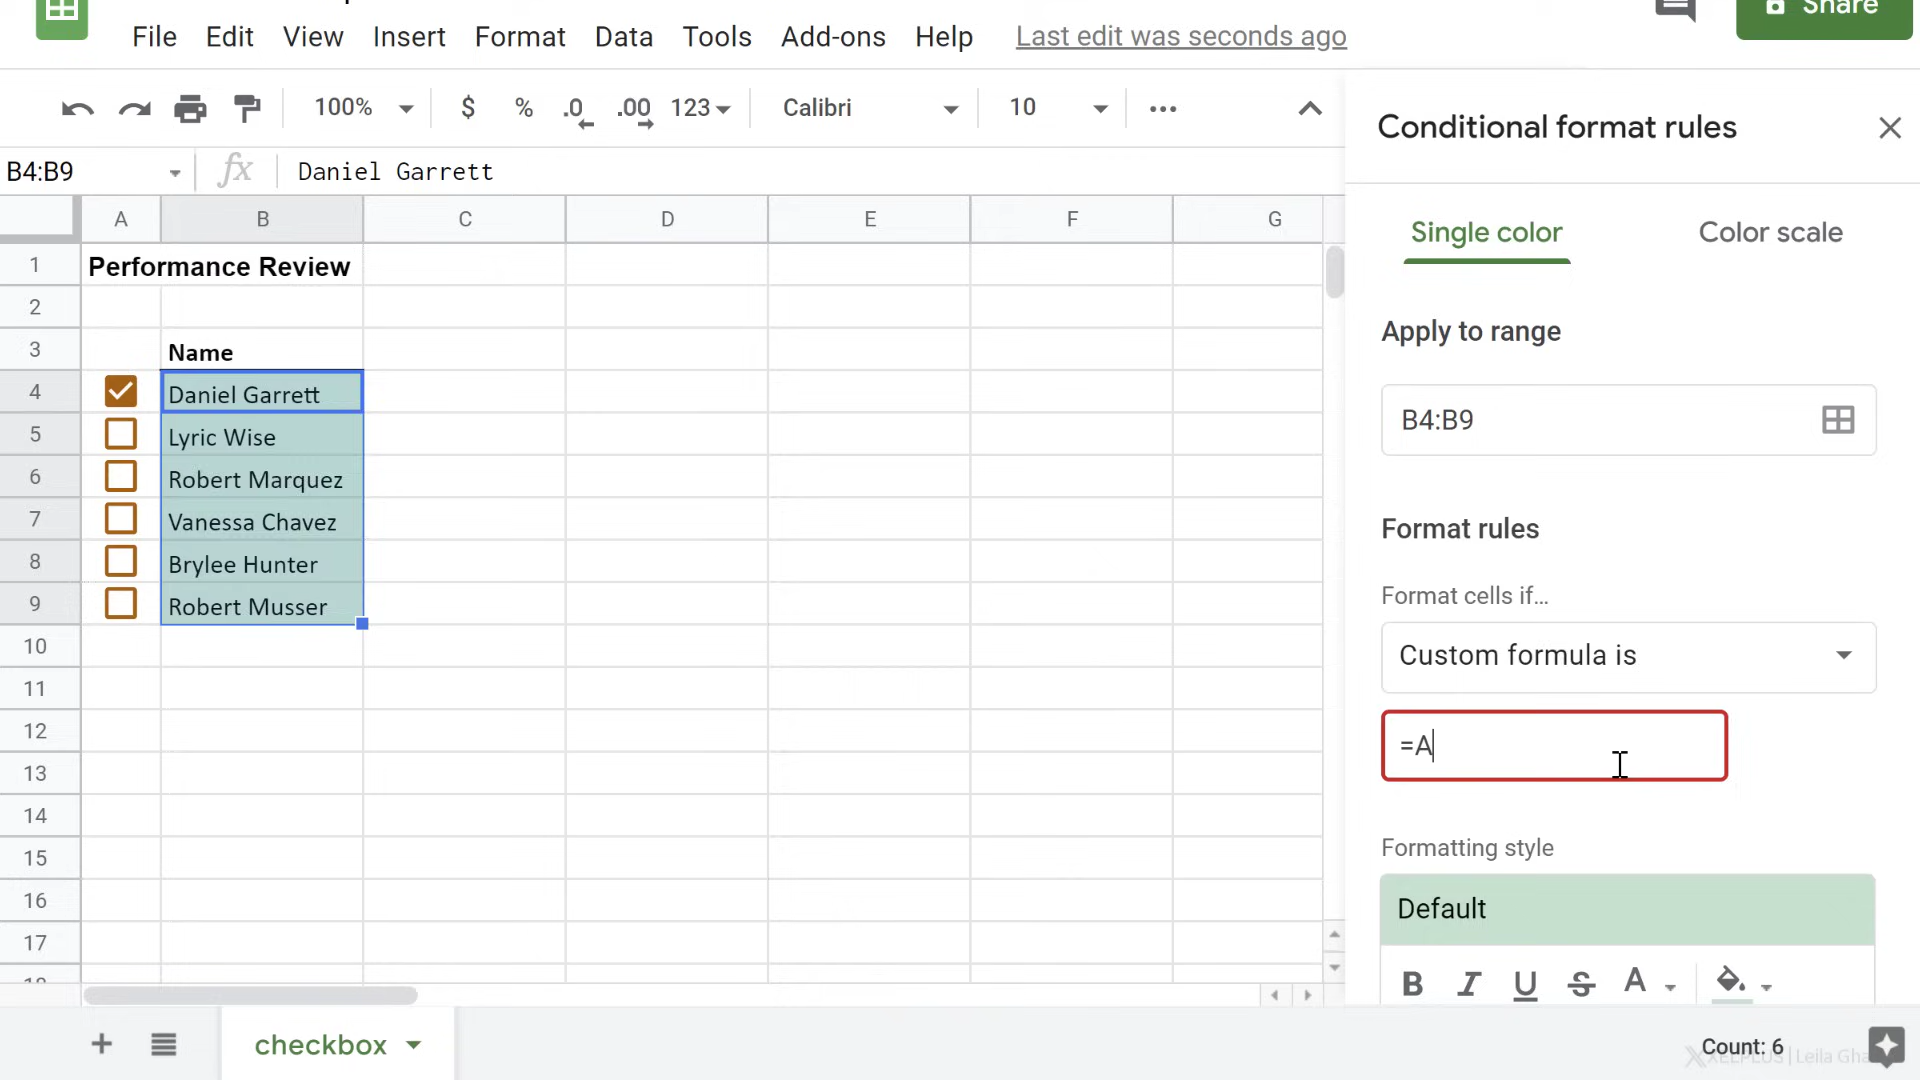 Share
File Edit View Insert Format Data Tools Add-ons Help Last edit was seconds ago
100% $ % .0 .00 123 Calibri 10
Conditional format rules
B4:B9 fx Daniel Garrett
A B C D E F G
Single color Color scale
1 Performance Review
2
Apply to range
3 Name
4 Daniel Garrett
B4:B9
5 Lyric Wise
6 Robert Marquez
7 Vanessa Chavez
Format rules
8 Brylee Hunter
9 Robert Musser
Format cells if…
10
Custom formula is
11
12
=A
13
14
15
Formatting style
16
Default
17
B I U S A
checkbox
Count: 6
XELPLUS | Leila